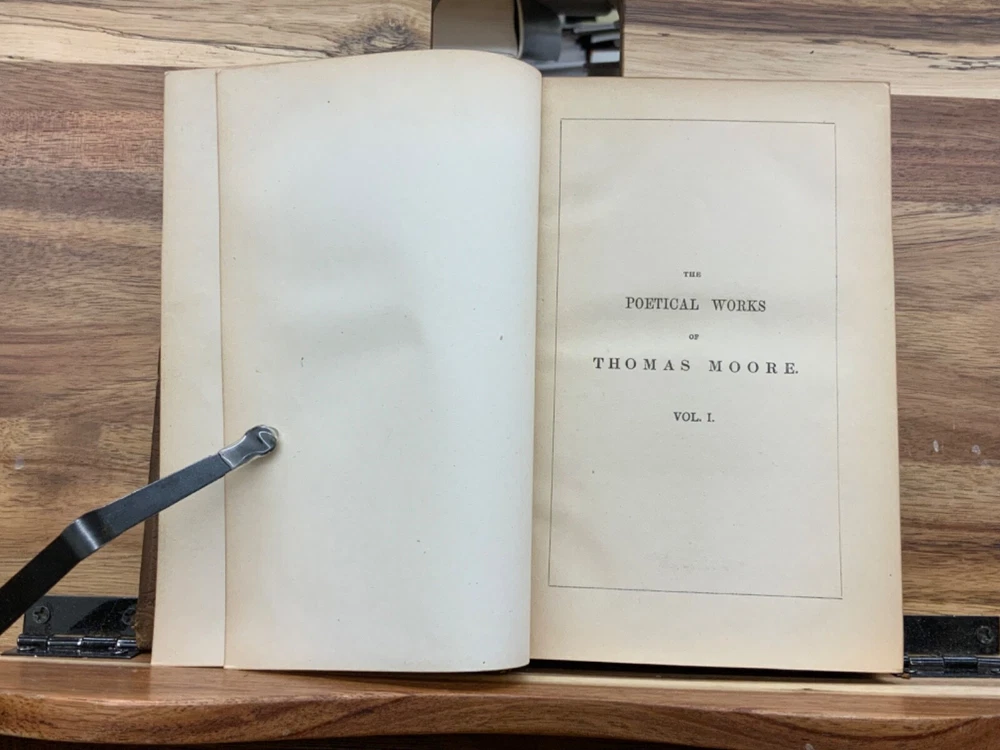 THE
POETICAL WORKS
OF
THOMAS MOORE.
VOL. I.